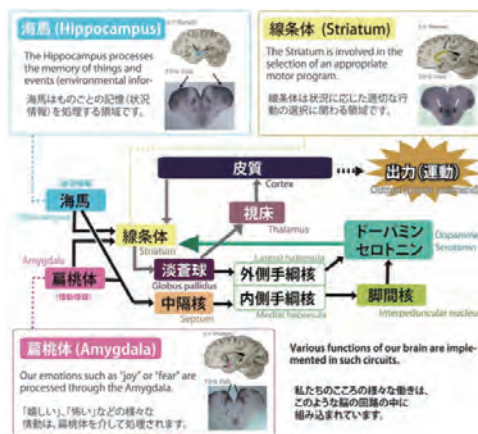 海馬 (Hippocampus)
The Hippocampus processes
the memory of things and
events (environmental infor-
海馬はものごとの記憶(状況
情報)を処理する領域です。
線条体 (Striatum)
The Striatum is involved in the
selection of an appropriate
motor program.
線条体は状況に応じた適切な行
動の選択に関わる領域です。
皮質
Cortex
出力(運動)
視床
Thalamus
海馬
線条体
Striatum
ドーパミン
セロトニン
Dopamine
Serotonin
Amygdala
扁桃体
(情動情報)
淡蒼球
Globus pallidus
外側手綱核
Lateral habenula
中隔核
Septum
内側手綱核
Medial habenula
脚間核
Interpeduncular nucleus
扁桃体 (Amygdala)
Our emotions such as "joy" or "fear" are
processed through the Amygdala.
「嬉しい」、「怖い」などの様々な
情動は、扁桃体を介して処理されます。
Various functions of our brain are imple-
mented in such circuits.
私たちのこころの様々な働きは、
このような脳の回路の中に
組み込まれています。